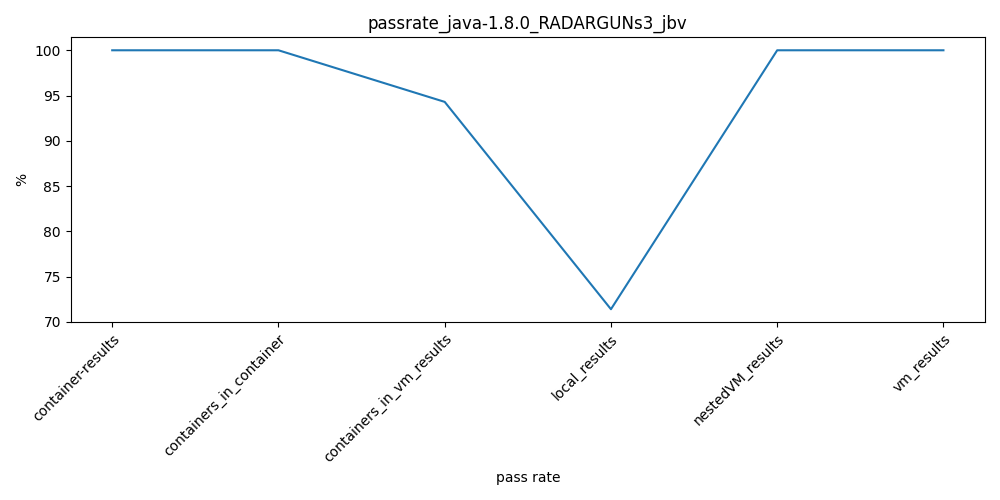 passrate_java-1.8.0_RADARGUNs3_jbv
100
95
90
85
80
75
70
%
container-results
containers_in_container
containers_in_vm_results
local_results
nestedVM_results
vm_results
pass rate